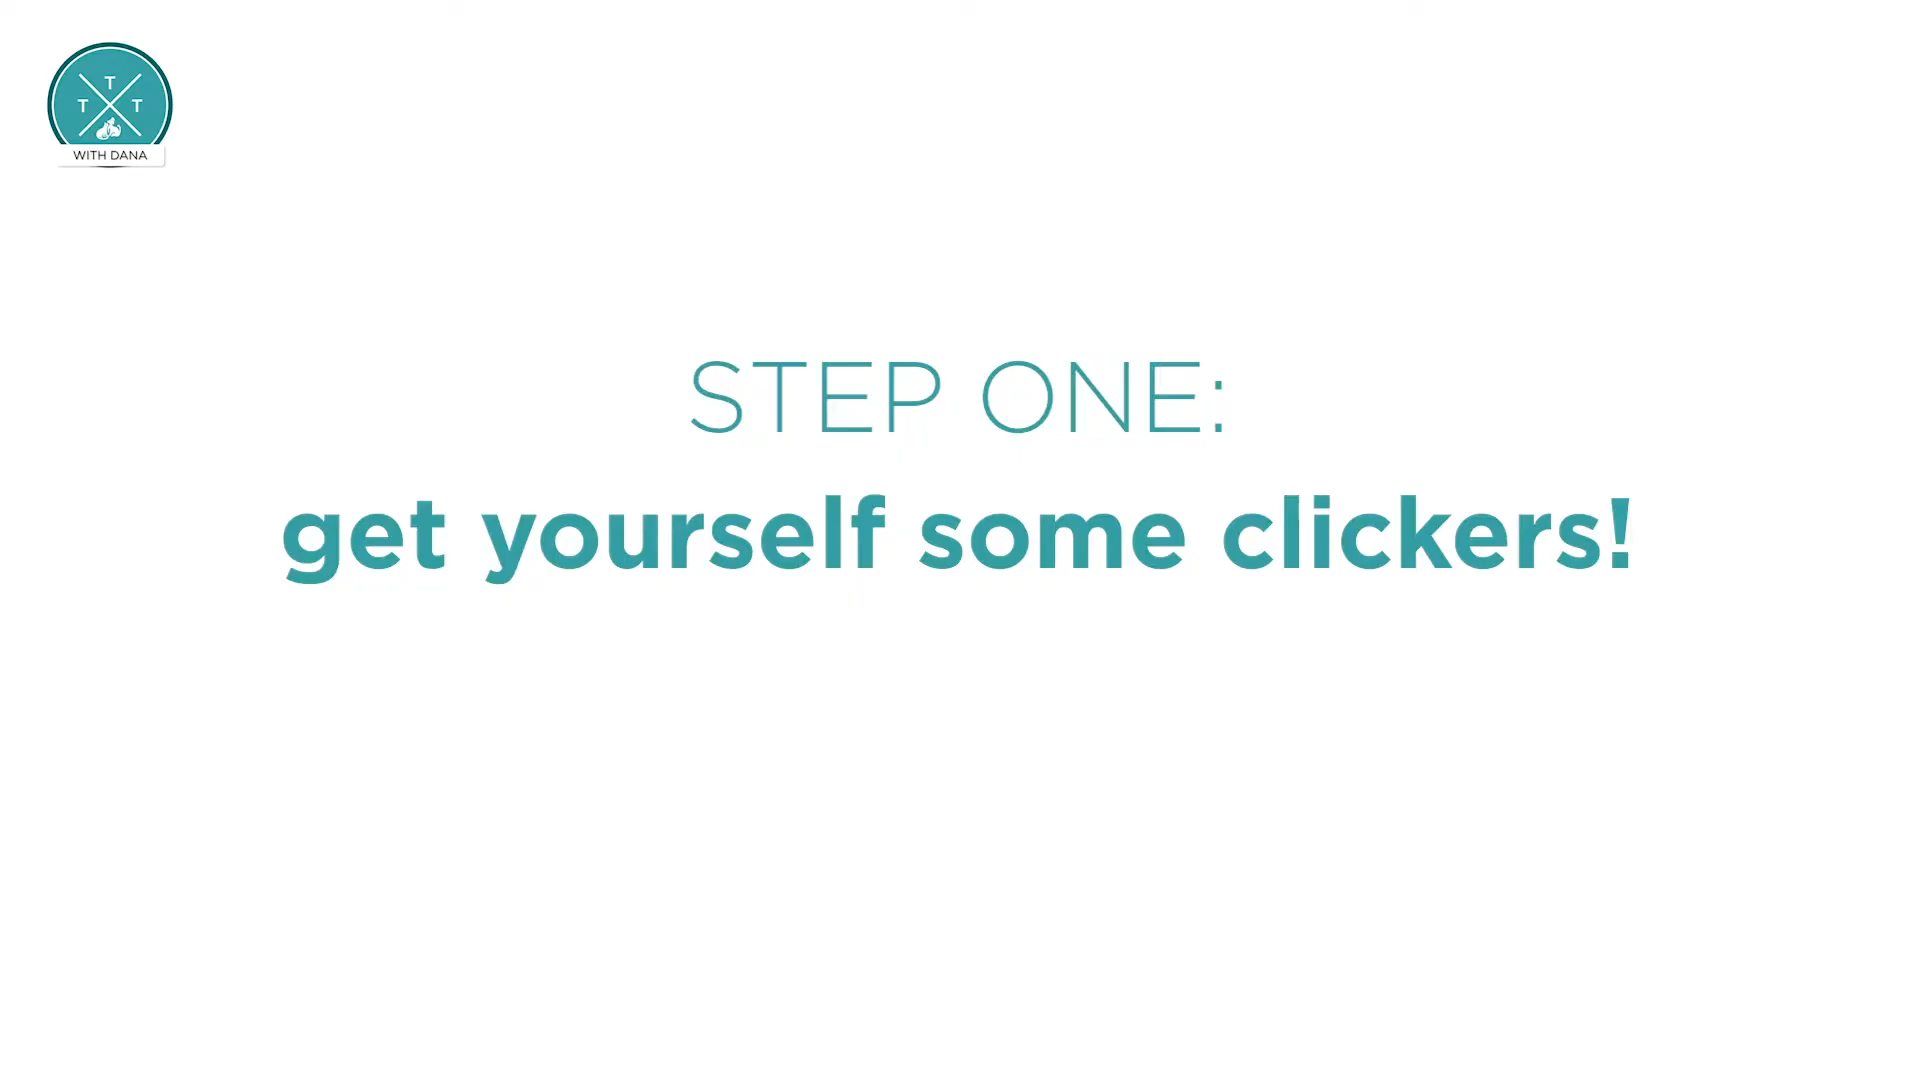 T
T T
WITH DANA
STEP ONE:
get yourself some clickers!